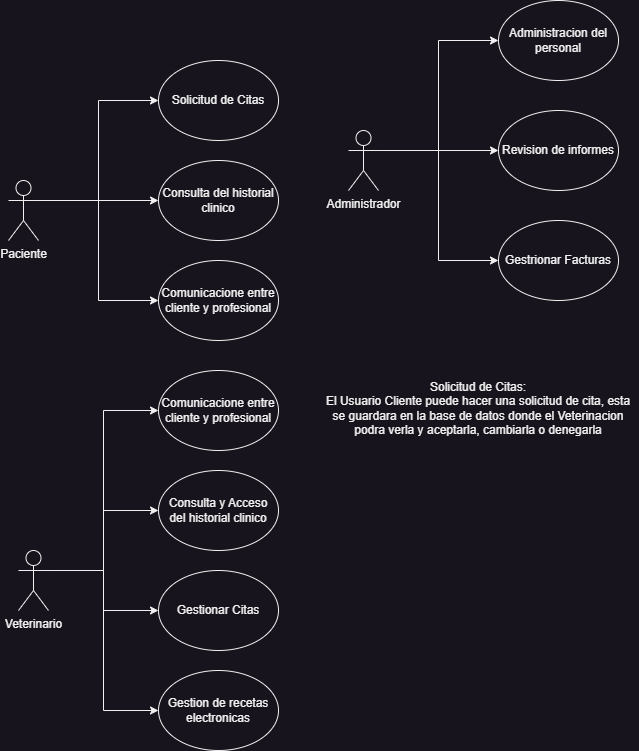 Solicitud de Citas
Consulta del historial
clinico
Comunicacione entre
cliente y profesional
Paciente
Administracion del
personal
Revision de informes
Gestrionar Facturas
Administrador
Solicitud de Citas:
El Usuario Cliente puede hacer una solicitud de cita, esta
se guardara en la base de datos donde el Veterinacion
podra verla y aceptarla, cambiarla o denegarla
Comunicacione entre
cliente y profesional
Consulta y Acceso
del historial clinico
Gestionar Citas
Gestion de recetas
electronicas
Veterinario